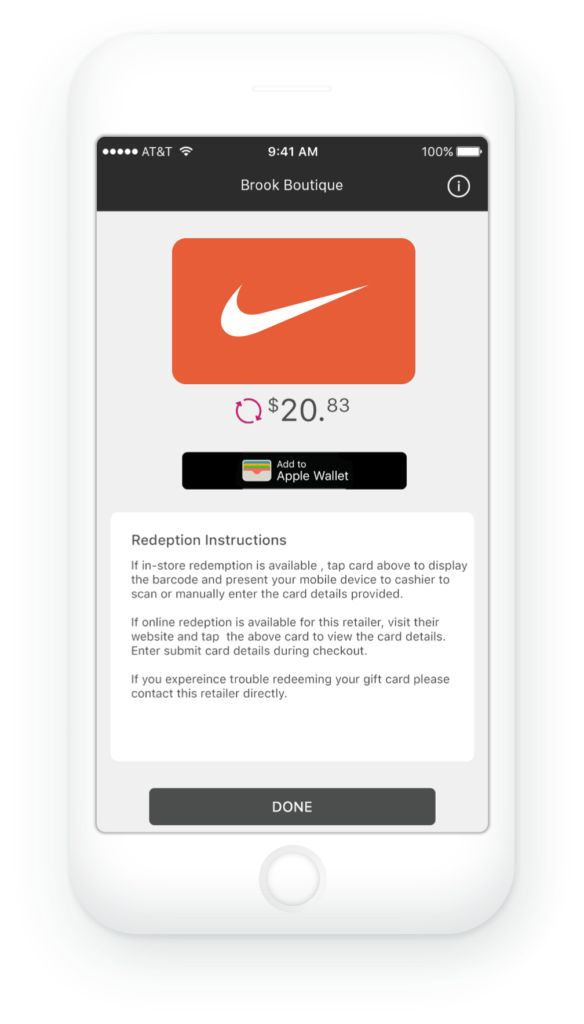 AT&T 9:41 AM 100%
Brook Boutique
$20.83
Add to
Apple Wallet
Redeption Instructions
If in-store redemption is available , tap card above to display
the barcode and present your mobile device to cashier to
scan or manually enter the card details provided.
If online redeption is available for this retailer, visit their
website and tap  the above card to view the card details.
Enter submit card details during checkout.
If you expereince trouble redeeming your gift card please
contact this retailer directly.
DONE